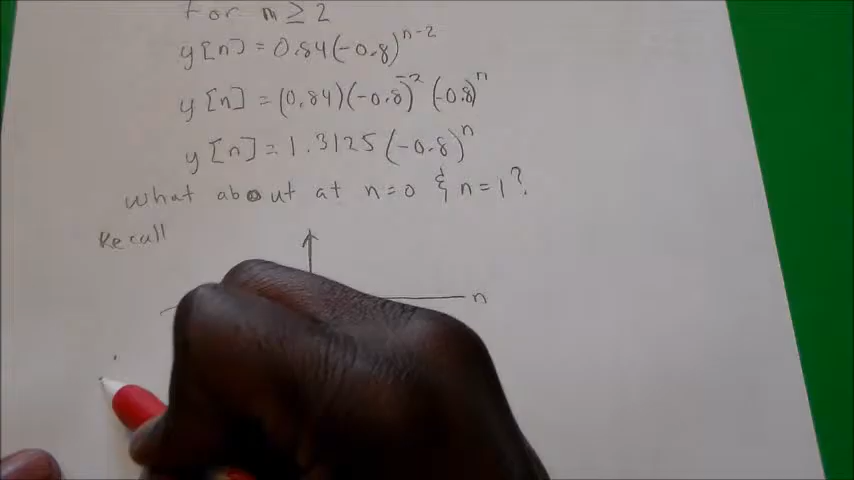 for m ≥ 2
y[n] = 0.84(-0.8)^{n-2}
y[n] = (0.84)(-0.8)^{-2} (-0.8)^n
y[n] = 1.3125 (-0.8)^n
What about at n=0 & n=1?
Recall
n